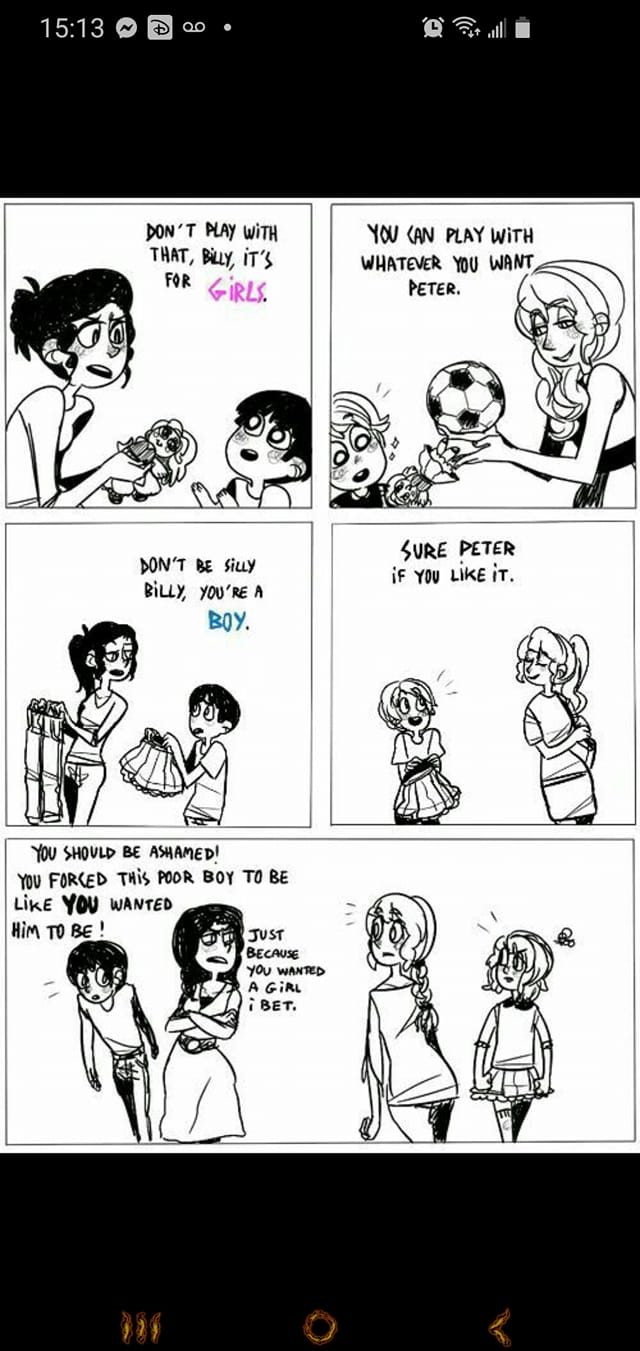 15:13
DON'T PLAY WITH
THAT, BILLY, IT'S
FOR GIRLS.
YOU CAN PLAY WITH
WHATEVER YOU WANT
PETER.
DON'T BE SILLY
BILLY, YOU'RE A
BOY.
SURE PETER
IF YOU LIKE IT.
YOU SHOULD BE ASHAMED!
YOU FORCED THIS POOR BOY TO BE
LIKE YOU WANTED
HIM TO BE!
JUST
BECAUSE
YOU WANTED
A GIRL
I BET.